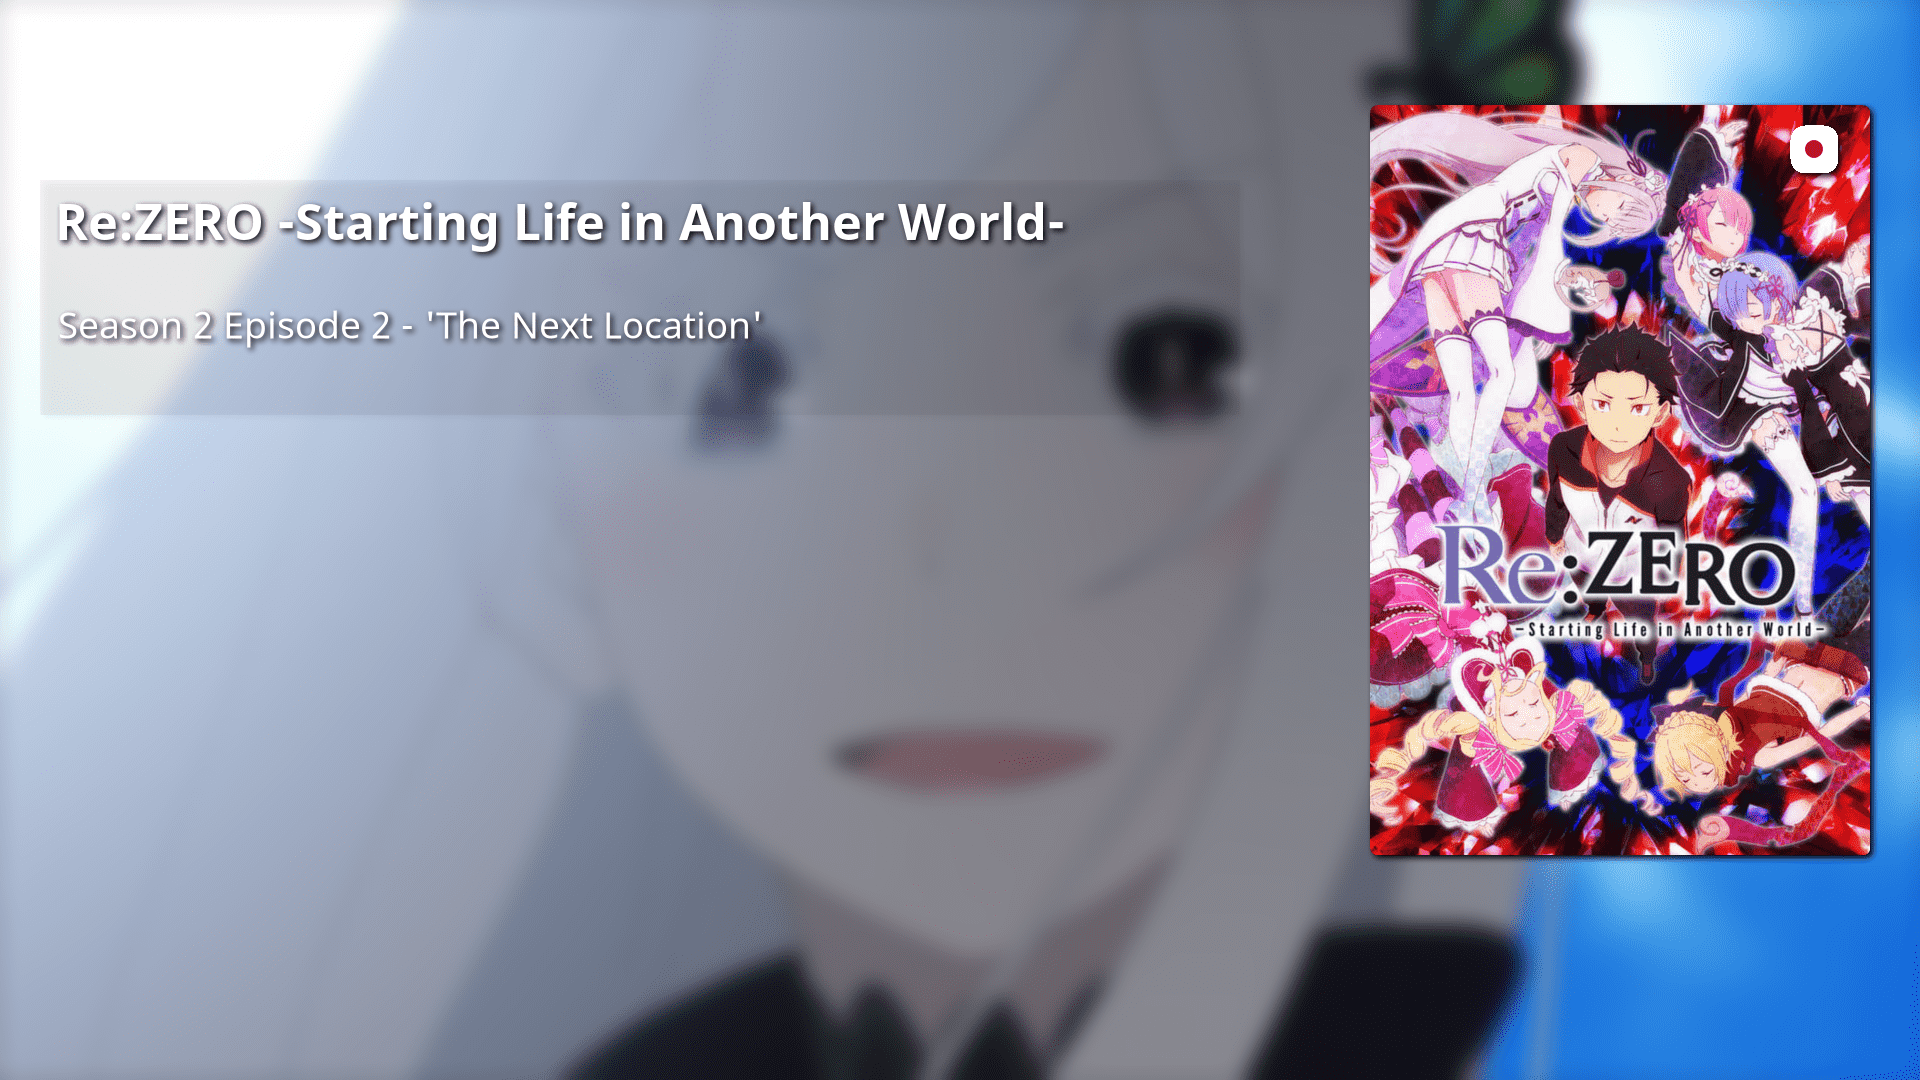 Re:ZERO -Starting Life in Another World-
Season 2 Episode 2 - 'The Next Location'
Re:ZERO
-Starting Life in Another World-